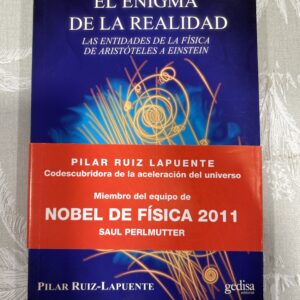 EL ENIGMA
DE LA REALIDAD
LAS ENTIDADES DE LA FÍSICA
DE ARISTÓTELES A EINSTEIN
PILAR RUIZ LAPUENTE
Codescubridora de la aceleración del universo
Miembro del equipo de
NOBEL DE FÍSICA 2011
SAUL PERLMUTTER
PILAR RUIZ-LAPUENTE
gedisa
editorial